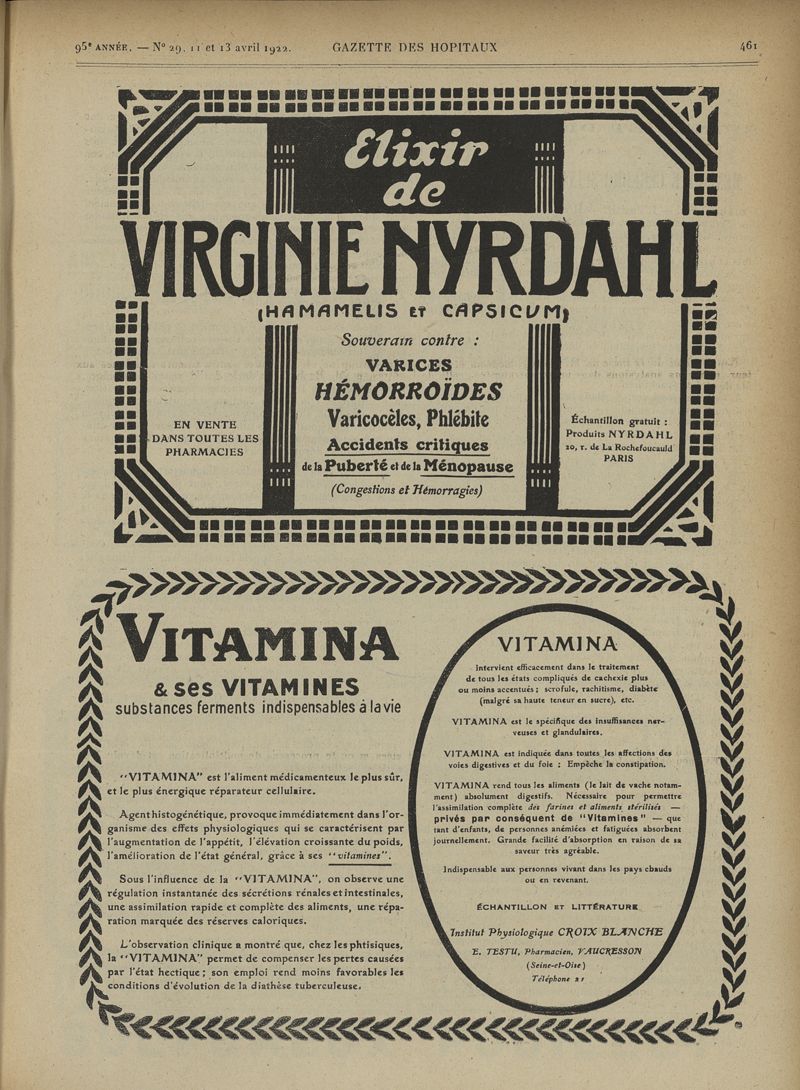 95e ANNÉE. — No 29. 11 et 13 avril 1922. GAZETTE DES HOPITAUX 461
Elixir
de
VIRGINIE NYRDAHL
(HAMAMELIS ET CAPSICUM)
Souverain contre :
VARICES
HÉMORROÏDES
Varicocèles, Phlébite
Accidents critiques
de la Puberté et de la Ménopause
(Congestions et Hémorragies)
EN VENTE
DANS TOUTES LES
PHARMACIES
Échantillon gratuit :
Produits NYRDAHL
20, r. de La Rochefoucauld
PARIS
VITAMINA
& ses VITAMINES
substances ferments indispensables à la vie
"VITAMINA" est l'aliment médicamenteux le plus sûr,
et le plus énergique réparateur cellulaire.
Agent histogénétique, provoque immédiatement dans l'or-
ganisme des effets physiologiques qui se caractérisent par
l'augmentation de l'appétit, l'élévation croissante du poids,
l'amélioration de l'état général, grâce à ses "vitamines".
Sous l'influence de la "VITAMINA", on observe une
régulation instantanée des sécrétions rénales et intestinales,
une assimilation rapide et complète des aliments, une répa-
ration marquée des réserves caloriques.
L'observation clinique a montré que, chez les phtisiques,
la "VITAMINA" permet de compenser les pertes causées
par l'état hectique ; son emploi rend moins favorables les
conditions d'évolution de la diathèse tuberculeuse.
VITAMINA
intervient efficacement dans le traitement
de tous les états compliqués de cachexie plus
ou moins accentués ; scrofule, rachitisme, diabète
(malgré sa haute teneur en sucre), etc.
VITAMINA est le spécifique des insuffisances ner-
veuses et glandulaires.
VITAMINA est indiquée dans toutes les affections des
voies digestives et du foie : Empêche la constipation.
VITAMINA rend tous les aliments (le lait de vache notam-
ment) absolument digestifs. Nécessaire pour permettre
l'assimilation complète des farines et aliments stérilisés —
privés par conséquent de "Vitamines" — que
tant d'enfants, de personnes anémiées et fatiguées absorbent
journellement. Grande facilité d'absorption en raison de sa
saveur très agréable.
Indispensable aux personnes vivant dans les pays chauds
ou en revenant.
ÉCHANTILLON ET LITTÉRATURE
Institut Physiologique CROIX BLANCHE
E. TESTU, Pharmacien, VAUCRESSON
(Seine-et-Oise)
Téléphone 21